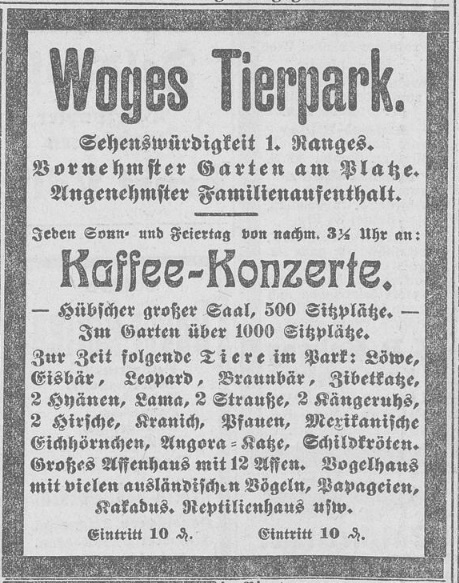 Woges Tierpark.
Sehenswürdigkeit 1. Ranges.
Vornehmster Garten am Platze.
Angenehmster Familienaufenthalt.
Jeden Sonn- und Feiertag von nachm. 3½ Uhr an:
Kaffee-Konzerte.
— Hübscher großer Saal, 500 Sitzplätze. —
Im Garten über 1000 Sitzplätze.
Zur Zeit folgende Tiere im Park: Löwe,
Eisbär, Leopard, Braunbär, Zibetkatze,
2 Hyänen, Lama, 2 Strauße, 2 Kängeruhs,
2 Hirsche, Kranich, Pfauen, Mexikanische
Eichhörnchen, Angora-Katze, Schildkröten.
Großes Affenhaus mit 12 Affen. Vogelhaus
mit vielen ausländischen Vögeln, Papageien,
Kakadus. Reptilienhaus usw.
Eintritt 10 ₰. Eintritt 10 ₰.